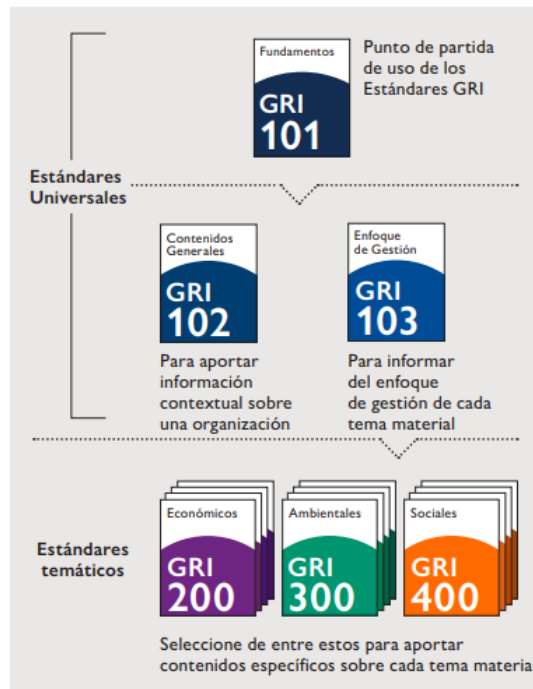 Fundamentos
GRI
101
Punto de partida
de uso de los
Estándares GRI
Estándares
Universales
Contenidos
Generales
GRI
102
Enfoque
de Gestión
GRI
103
Para aportar
información
contextual sobre
una organización
Para informar
del enfoque
de gestión de cada
tema material
Estándares
temáticos
Económicos
GRI
200
Ambientales
GRI
300
Sociales
GRI
400
Seleccione de entre estos para aportar
contenidos específicos sobre cada tema material